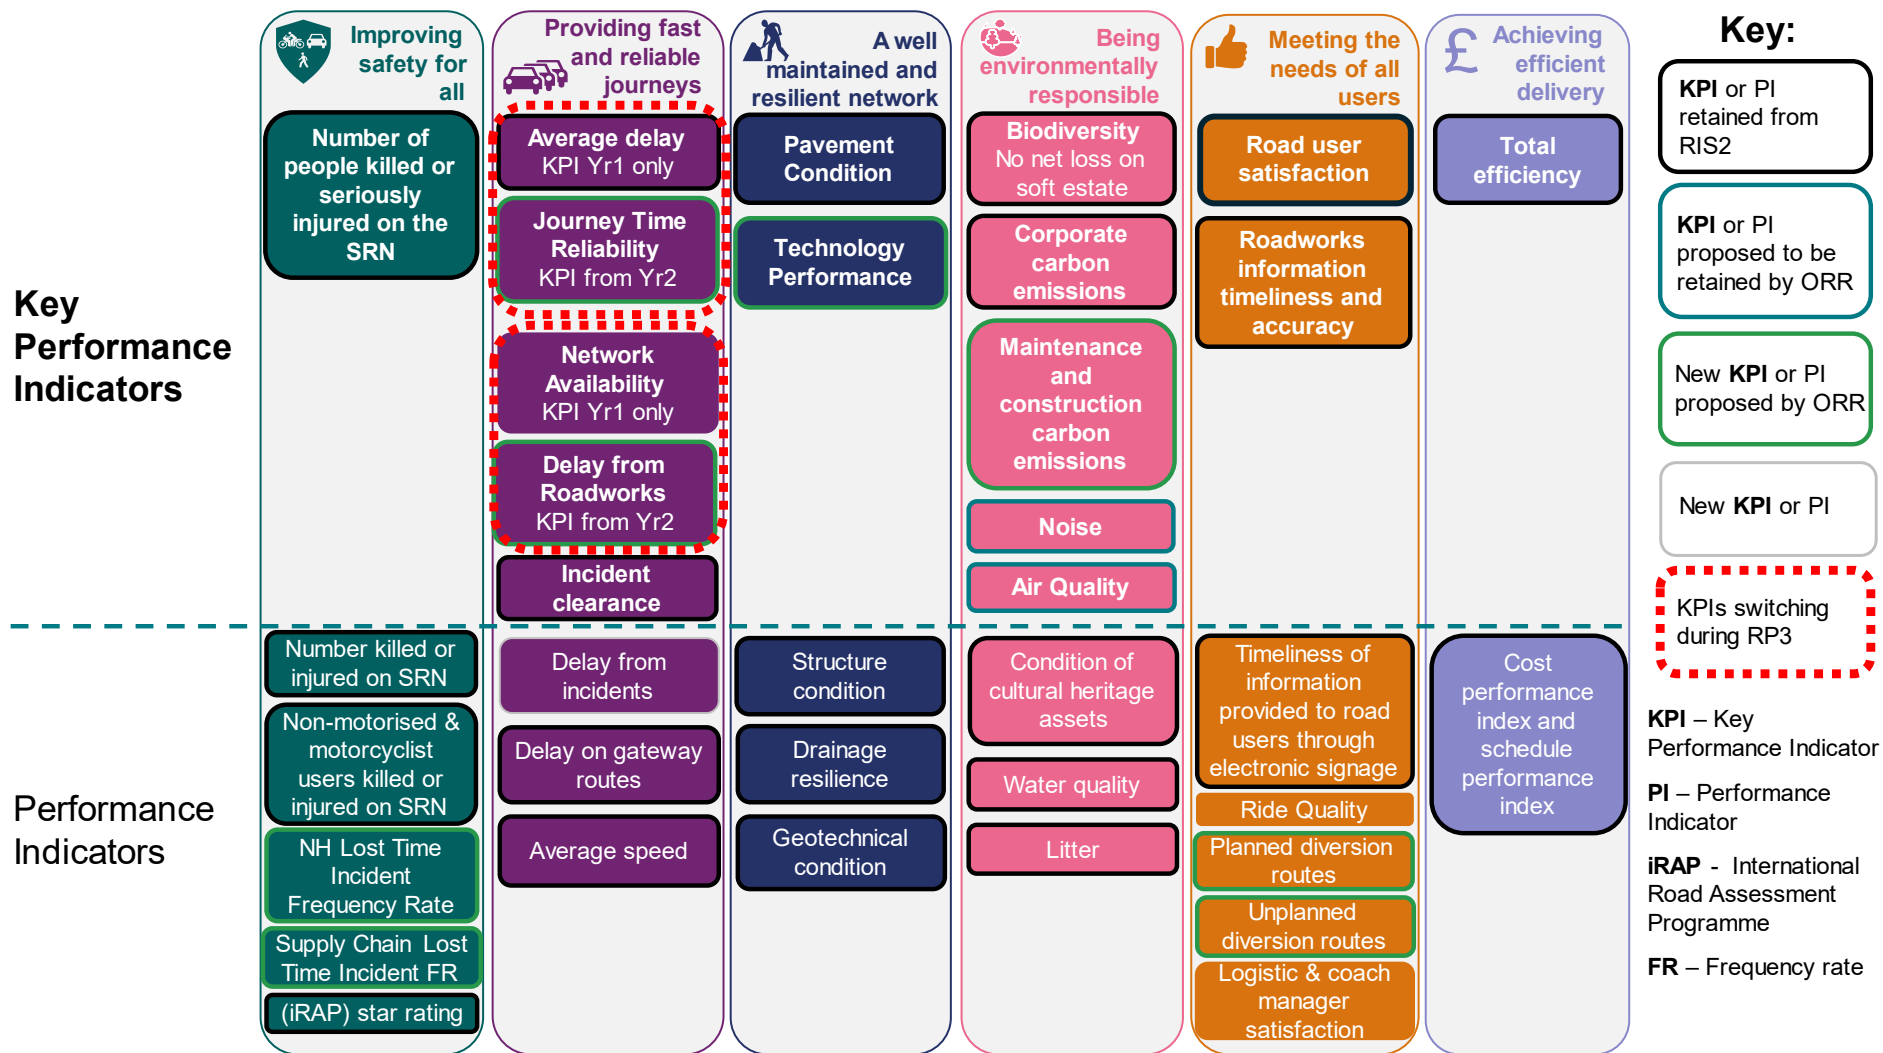 Improving
safety for
all
Number of
people killed or
seriously
injured on the
SRN
Providing fast
and reliable
journeys
Average delay
KPI Yr1 only
Journey Time
Reliability
KPI from Yr2
Network
Availability
KPI Yr1 only
Delay from
Roadworks
KPI from Yr2
Incident
clearance
A well
maintained and
resilient network
Pavement
Condition
Technology
Performance
Being
environmentally
responsible
Biodiversity
No net loss on
soft estate
Corporate
carbon
emissions
Maintenance
and
construction
carbon
emissions
Noise
Air Quality
Meeting the
needs of all
users
Road user
satisfaction
Roadworks
information
timeliness and
accuracy
£
Achieving
efficient
delivery
Total
efficiency
Key
Performance
Indicators
Performance
Indicators
Number killed or
injured on SRN
Non-motorised &
motorcyclist
users killed or
injured on SRN
NH Lost Time
Incident
Frequency Rate
Supply Chain Lost
Time Incident FR
(iRAP) star rating
Delay from
incidents
Delay on gateway
routes
Average speed
Structure
condition
Drainage
resilience
Geotechnical
condition
Condition of
cultural heritage
assets
Water quality
Litter
Timeliness of
information
provided to road
users through
electronic signage
Ride Quality
Planned diversion
routes
Unplanned
diversion routes
Logistic & coach
manager
satisfaction
Cost
performance
index and
schedule
performance
index
Key:
KPI or PI
retained from
RIS2
KPI or PI
proposed to be
retained by ORR
New KPI or PI
proposed by ORR
New KPI or PI
KPIs switching
during RP3
KPI – Key
Performance Indicator
PI – Performance
Indicator
iRAP - International
Road Assessment
Programme
FR – Frequency rate